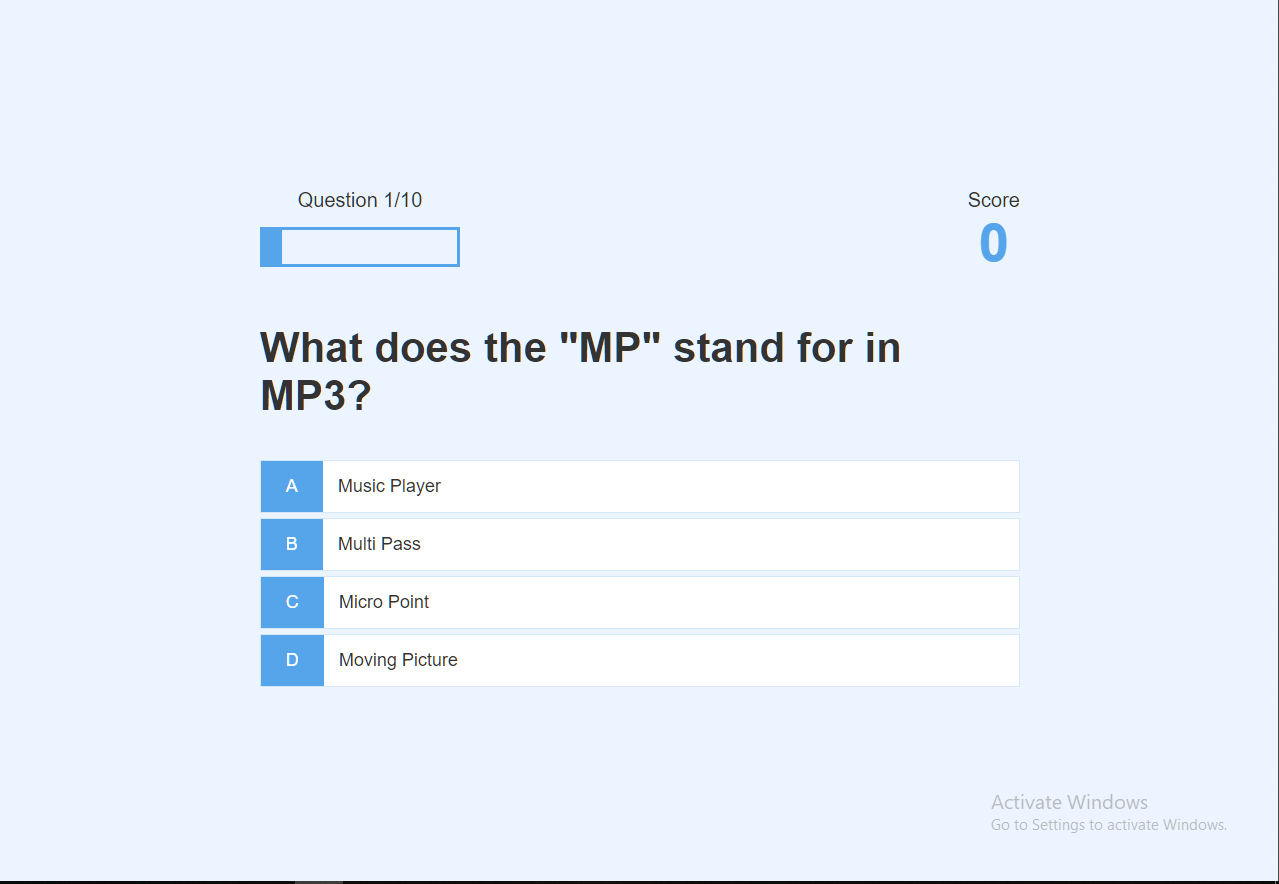 Question 1/10
Score
0
What does the "MP" stand for in
MP3?
A Music Player
B Multi Pass
C Micro Point
D Moving Picture
Activate Windows
Go to Settings to activate Windows.